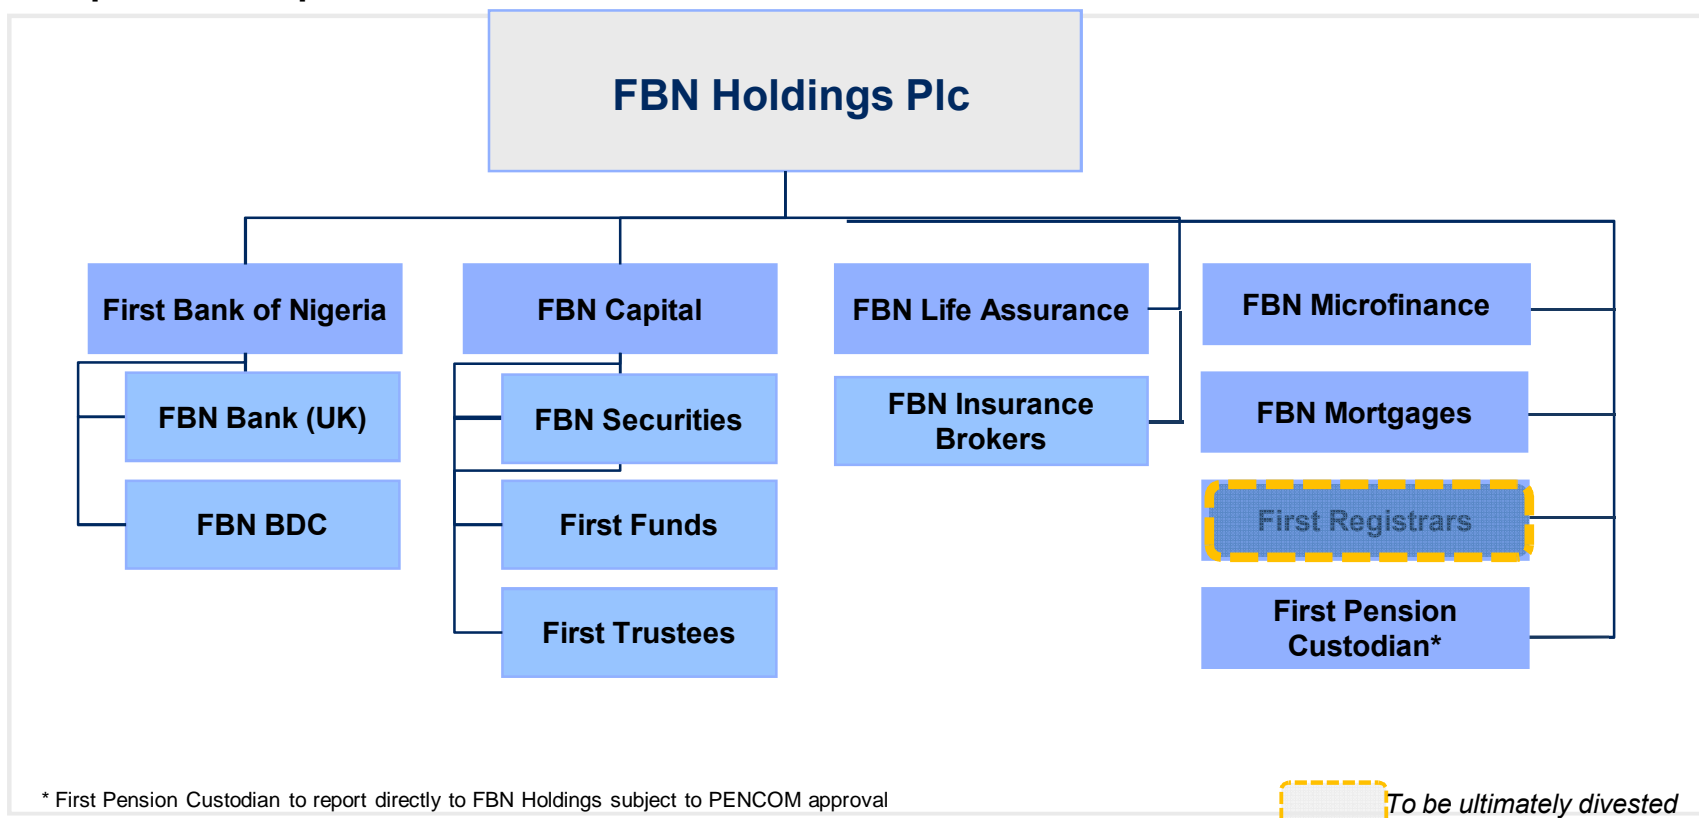 FBN Holdings Plc
First Bank of Nigeria
FBN Capital
FBN Life Assurance
FBN Microfinance
FBN Bank (UK)
FBN Securities
FBN Insurance
Brokers
FBN Mortgages
FBN BDC
First Funds
First Registrars
First Trustees
First Pension
Custodian*
* First Pension Custodian to report directly to FBN Holdings subject to PENCOM approval
To be ultimately divested